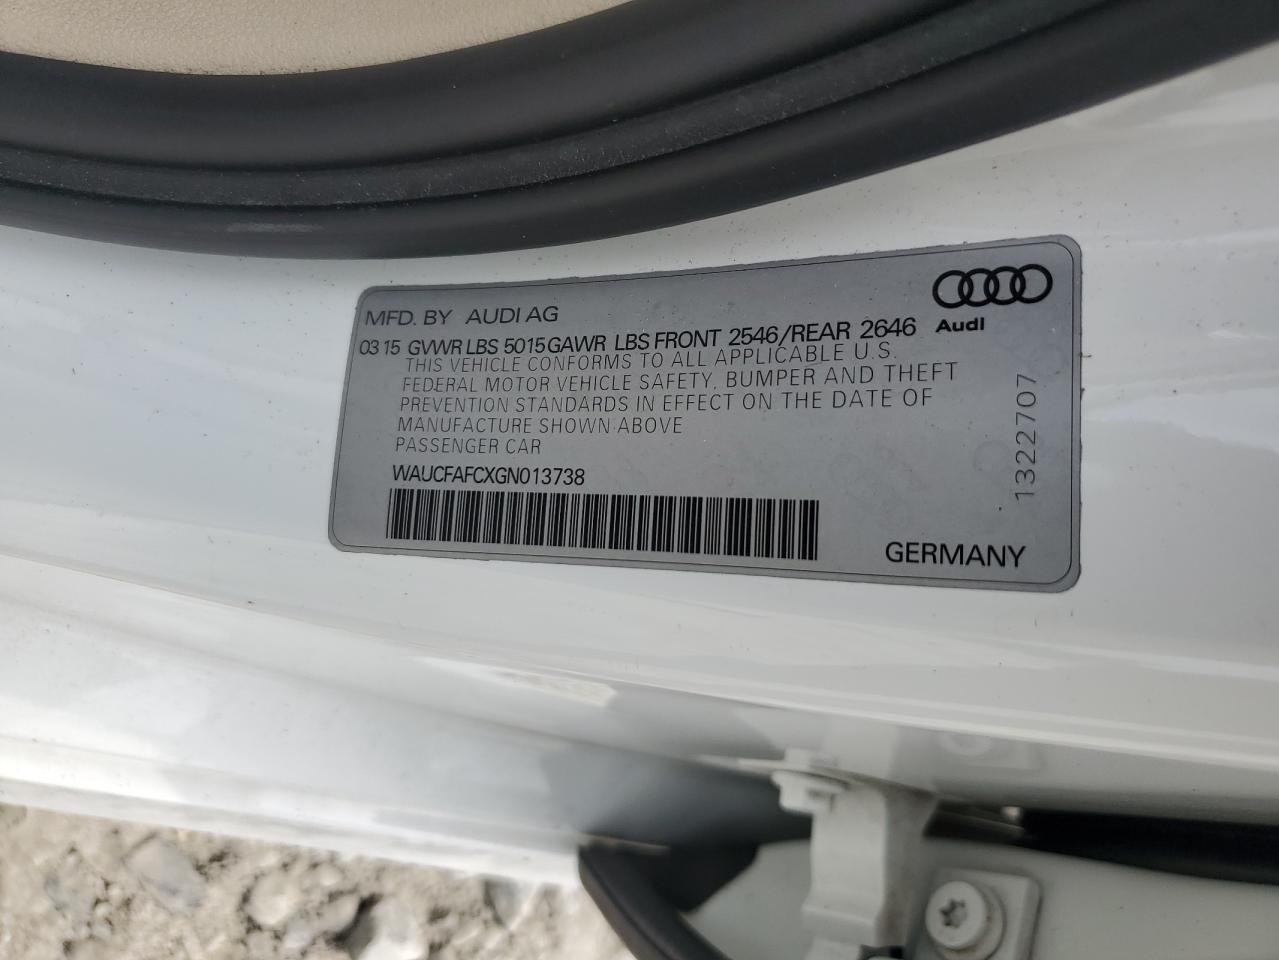 MFD. BY AUDI AG
Audi
03 15 GVWR LBS 5015 GAWR LBS FRONT 2546/REAR 2646
THIS VEHICLE CONFORMS TO ALL APPLICABLE U.S.
FEDERAL MOTOR VEHICLE SAFETY, BUMPER AND THEFT
PREVENTION STANDARDS IN EFFECT ON THE DATE OF
MANUFACTURE SHOWN ABOVE
PASSENGER CAR
WAUCFAFCXGN013738
1322707
GERMANY